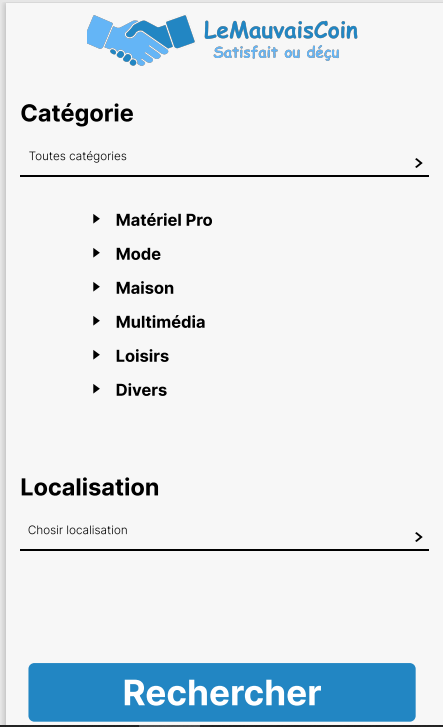 LeMauvaisCoin
Satisfait ou déçu
Catégorie
Toutes catégories
Matériel Pro
Mode
Maison
Multimédia
Loisirs
Divers
Localisation
Chosir localisation
Rechercher